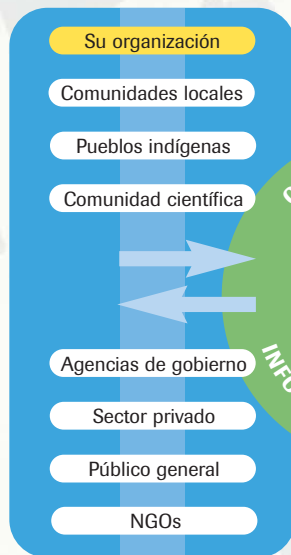 Su organización
Comunidades locales
Pueblos indígenas
Comunidad científica
Agencias de gobierno
Sector privado
Público general
NGOs